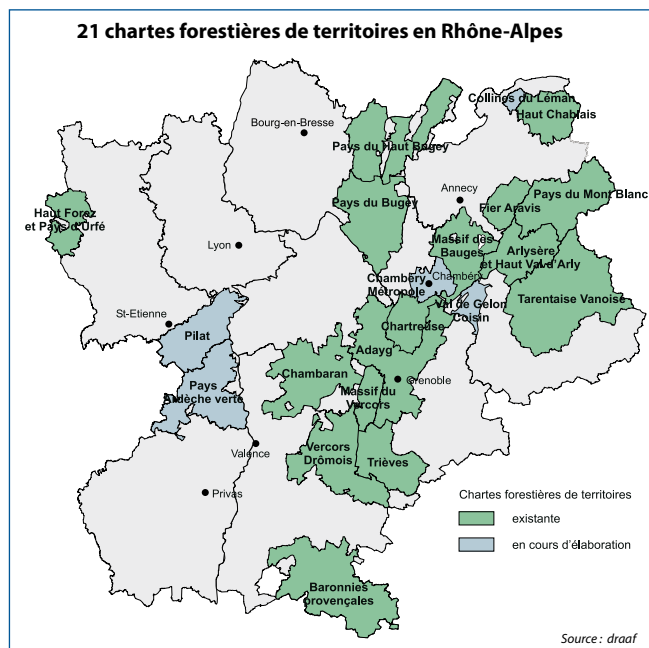 21 chartes forestières de territoires en Rhône-Alpes
Collines du Léman
Haut Chablais
Bourg-en-Bresse
Pays du Haut Bugey
Annecy
Pays du Mont Blanc
Pays du Bugey
Fier Aravis
Haut Forez
et Pays d'Urfé
Lyon
Massif des
Bauges
Arlysère
et Haut Val d'Arly
Chambéry
Métropole
Chambéry
Tarentaise Vanoise
Val de Gelon
Coisin
St-Etienne
Pilat
Chartreuse
Adayg
Chambaran
Grenoble
Pays
Ardèche verte
Massif du
Vercors
Valence
Vercors
Drômois
Trièves
Privas
Chartes forestières de territoires
existante
en cours d'élaboration
Baronnies
provençales
Source : draaf